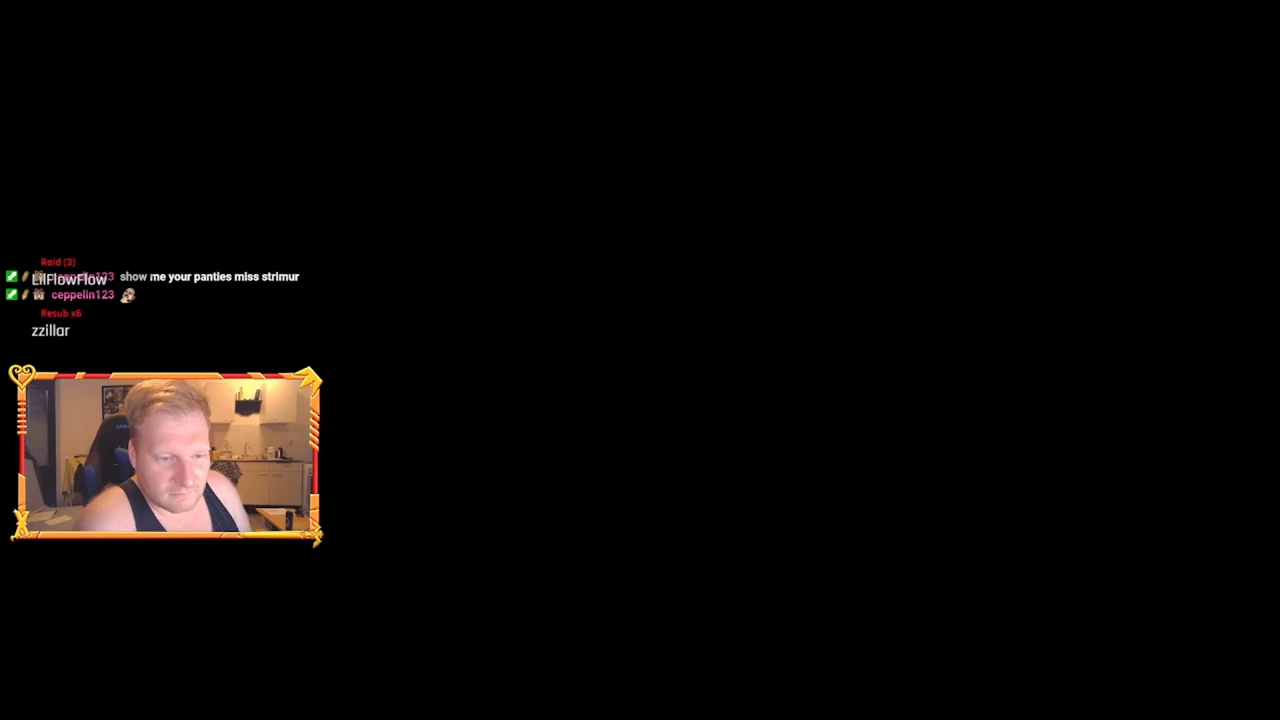 Raid (3)
LilFlowFlow
show me your panties miss strimur
ceppelin123
Resub x6
zzillar